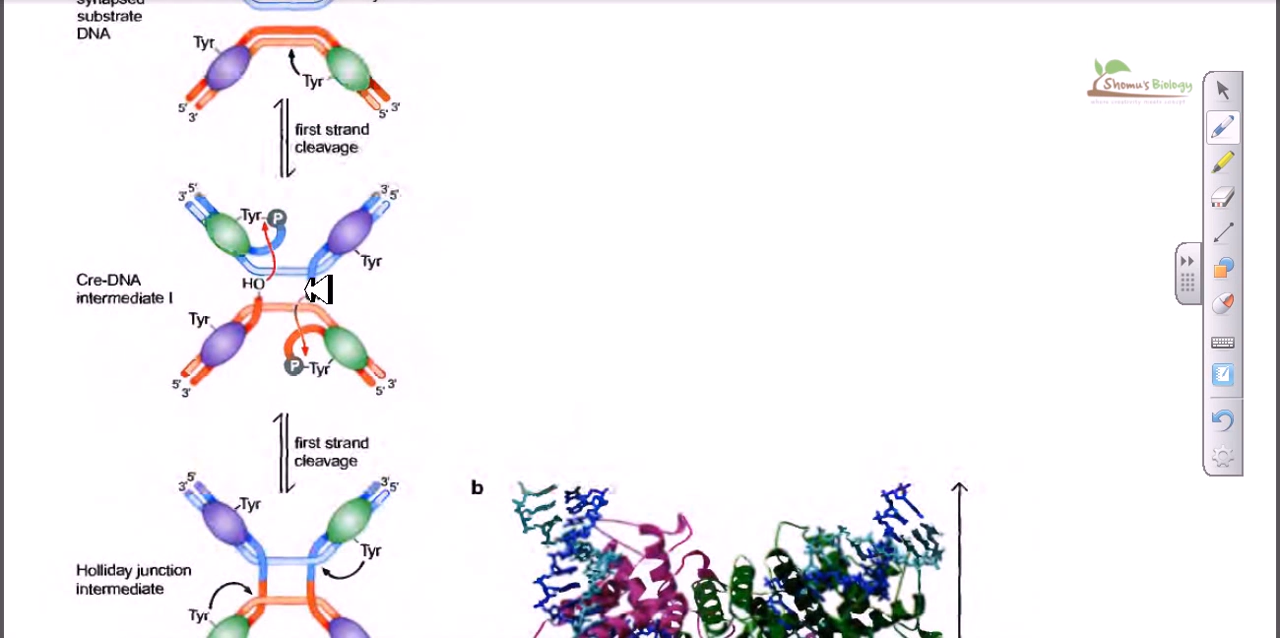 synapsed
substrate
DNA
Tyr
Tyr
5' 3'
5' 3'
first strand
cleavage
3' 5'
3' 5'
Tyr P
Tyr
HO
Cre-DNA
intermediate I
Tyr
P Tyr
5' 3'
5' 3'
first strand
cleavage
3' 5'
3' 5'
Tyr
Tyr
Holliday junction
intermediate
Tyr
b
Shomu's Biology